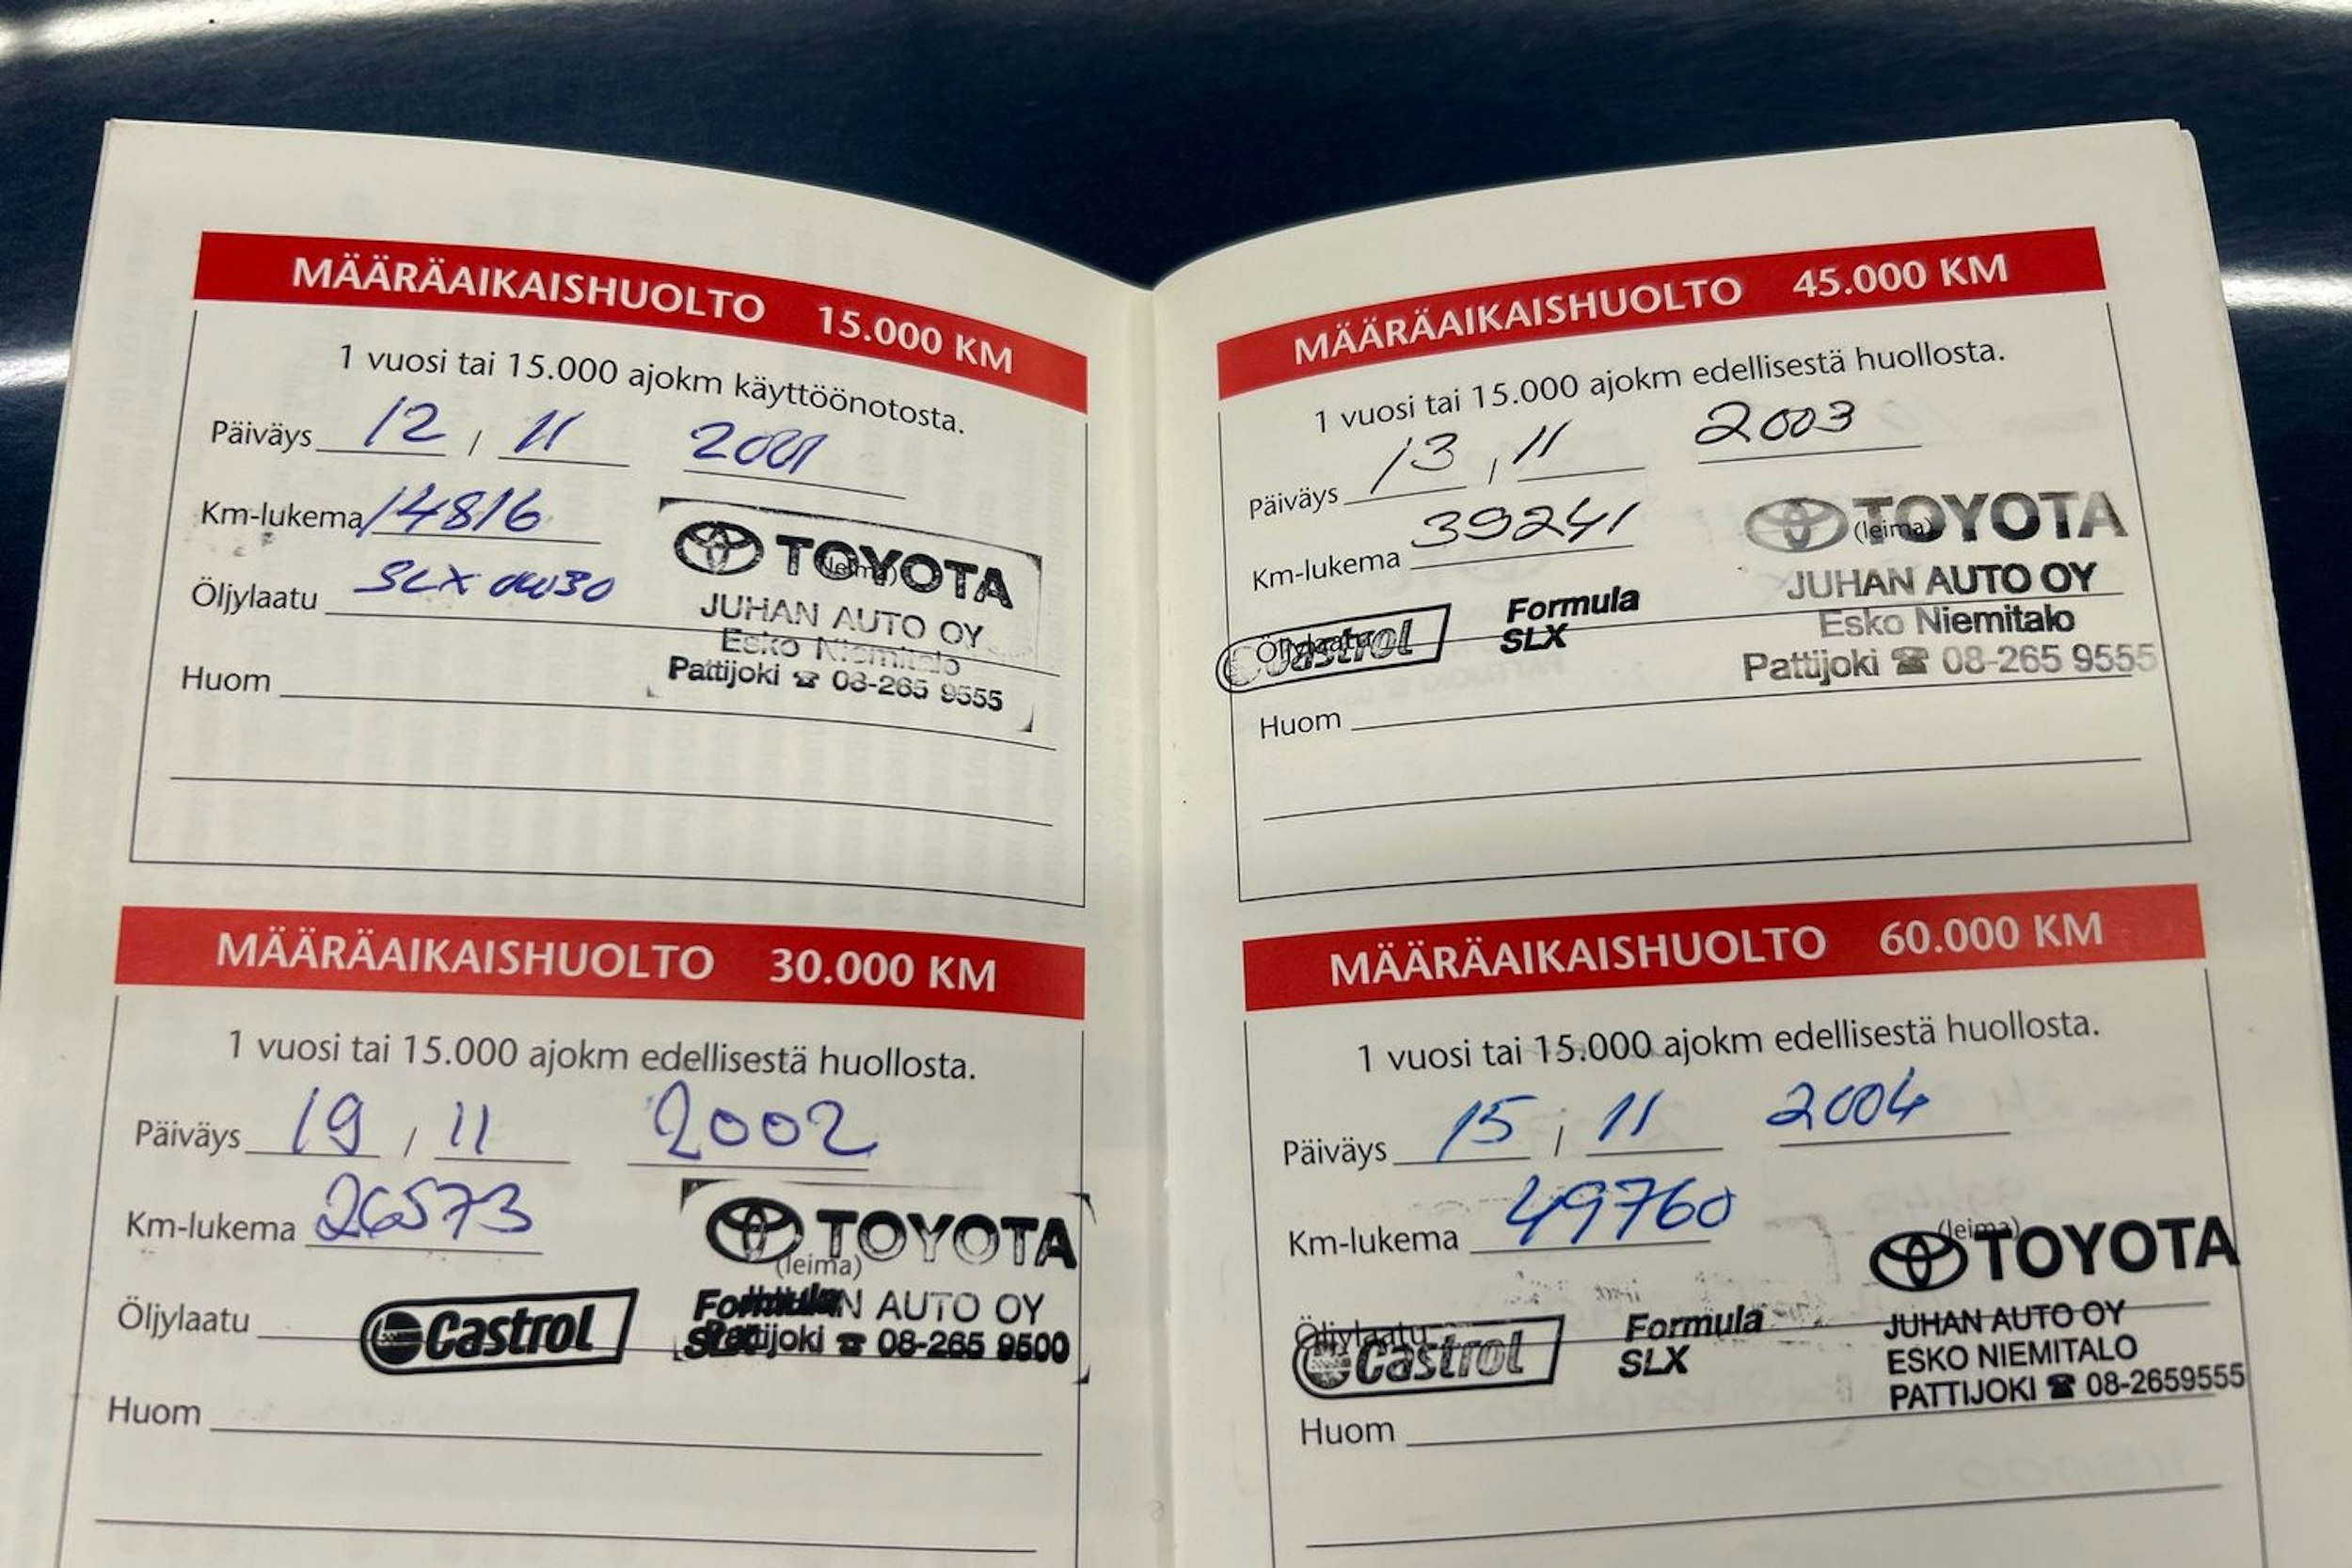 MÄÄRÄAIKAISHUOLTO 15.000 KM
1 vuosi tai 15.000 ajokm käyttöönotosta.
Päiväys 12 / 11 2001
Km-lukema 14816
Öljylaatu SLX 0W30
(leima)
TOYOTA
JUHAN AUTO OY
Esko Niemitalo
Pattijoki ☎ 08-265 9555
Huom
MÄÄRÄAIKAISHUOLTO 30.000 KM
1 vuosi tai 15.000 ajokm edellisestä huollosta.
Päiväys 19 / 11 2002
Km-lukema 26573
TOYOTA
(leima)
Öljylaatu Castrol
Formula
SLX
AUTO OY
Pattijoki ☎ 08-265 9500
Huom
MÄÄRÄAIKAISHUOLTO 45.000 KM
1 vuosi tai 15.000 ajokm edellisestä huollosta.
Päiväys 13 / 11 2003
Km-lukema 39241
TOYOTA
(leima)
JUHAN AUTO OY
Esko Niemitalo
Pattijoki ☎ 08-265 9555
Öljylaatu Castrol
Formula
SLX
Huom
MÄÄRÄAIKAISHUOLTO 60.000 KM
1 vuosi tai 15.000 ajokm edellisestä huollosta.
Päiväys 15 / 11 2004
Km-lukema 49760
(leima)
TOYOTA
JUHAN AUTO OY
ESKO NIEMITALO
PATTIJOKI ☎ 08-2659555
Öljylaatu Castrol
Formula
SLX
Huom